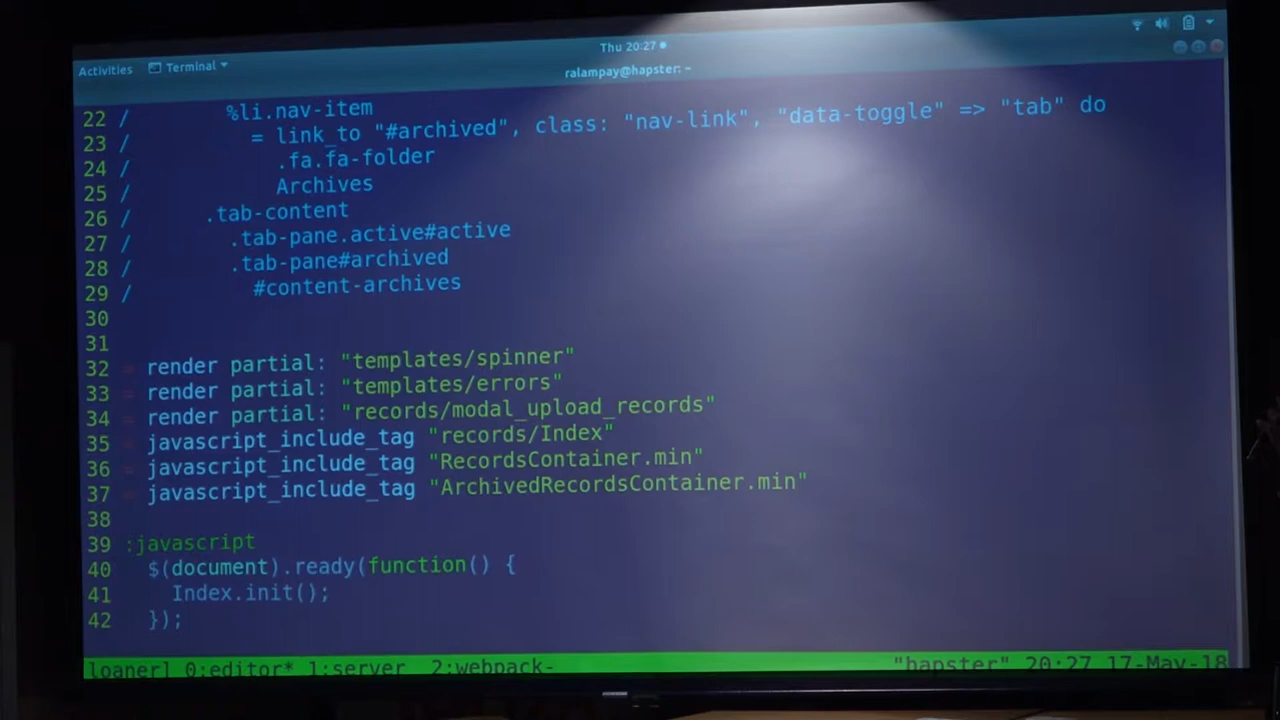 Thu 20:27
Activities Terminal
ralampay@hapster: ~
22 / %li.nav-item
23 / = link_to "#archived", class: "nav-link", "data-toggle" => "tab" do
24 / .fa.fa-folder
25 / Archives
26 / .tab-content
27 / .tab-pane.active#active
28 / .tab-pane#archived
29 / #content-archives
30
31
32 = render partial: "templates/spinner"
33 = render partial: "templates/errors"
34 = render partial: "records/modal_upload_records"
35 = javascript_include_tag "records/Index"
36 = javascript_include_tag "RecordsContainer.min"
37 = javascript_include_tag "ArchivedRecordsContainer.min"
38
39 :javascript
40 $(document).ready(function() {
41 Index.init();
42 });
loaner] 0:editor* 1:server 2:webpack- "hapster" 20:27 17-May-18